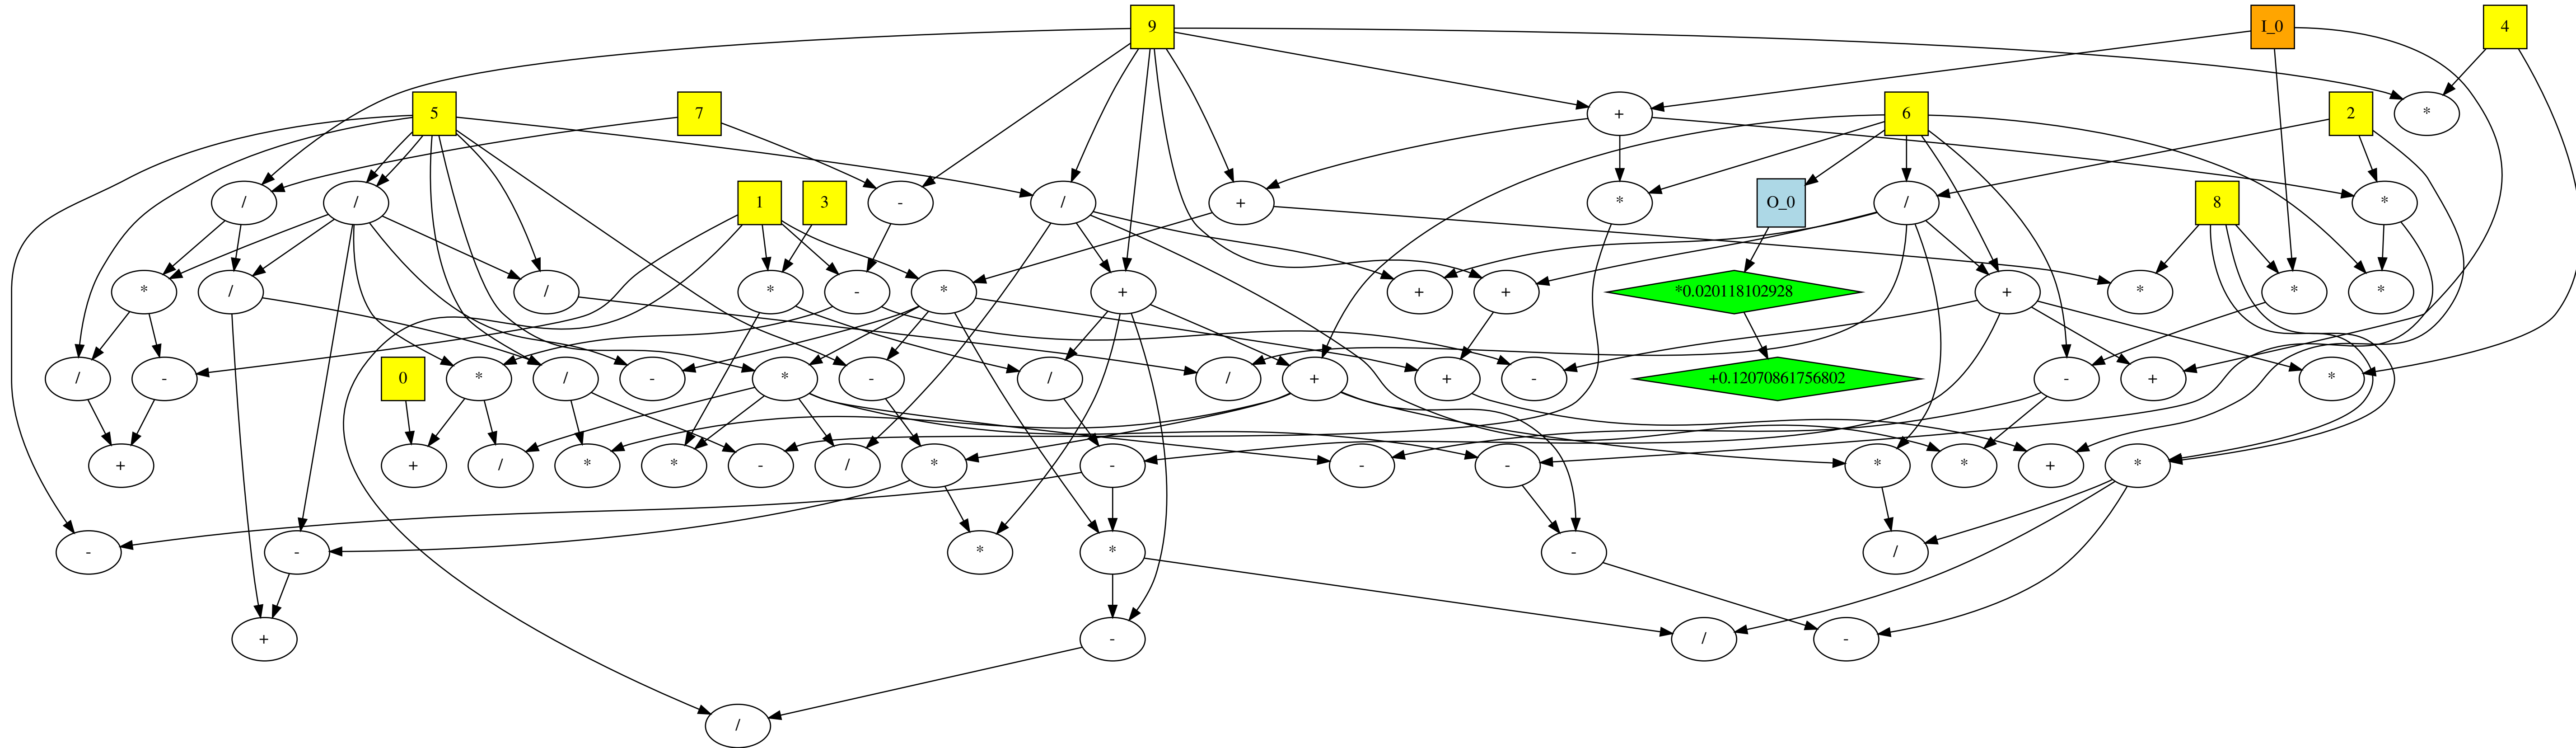 9 I_0 4
5 7 + 6 2 *
/ / 1 3 - / + * O_0 / 8 *
* / / * - * + + + *0.020118102928 + * * *
/ - 0 * / - * - / / + + - +0.12070861756802 - + *
+ + / * * - / * - - - * * + *
- - * * - /
+ - / -
/